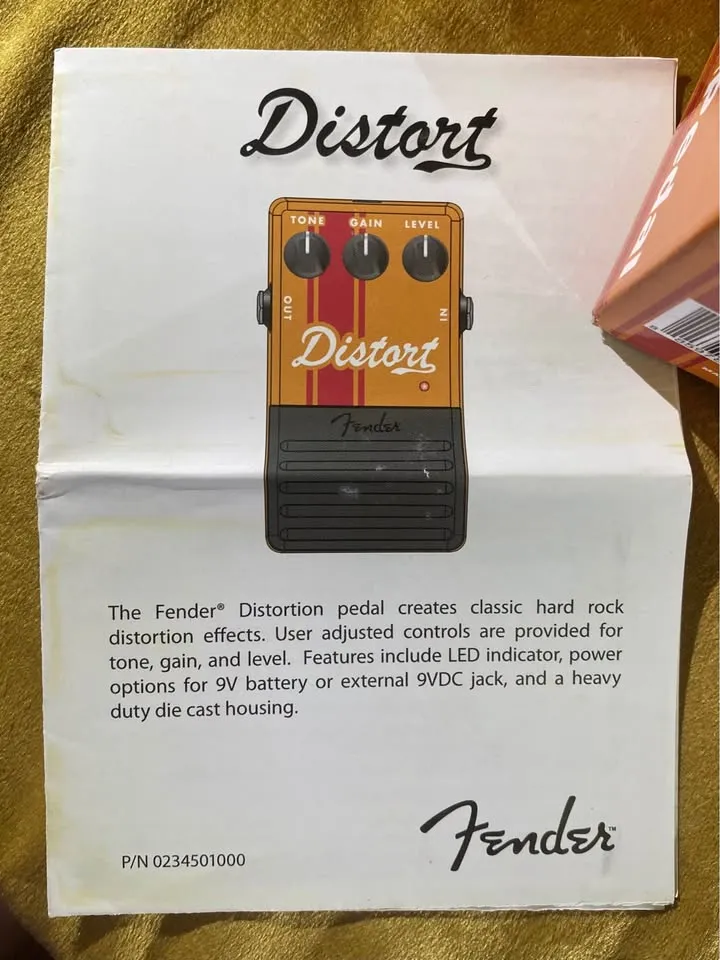 Distort
TONE GAIN LEVEL
OUT
IN
Distort
Fender
The Fender® Distortion pedal creates classic hard rock
distortion effects. User adjusted controls are provided for
tone, gain, and level. Features include LED indicator, power
options for 9V battery or external 9VDC jack, and a heavy
duty die cast housing.
Fender™
P/N 0234501000